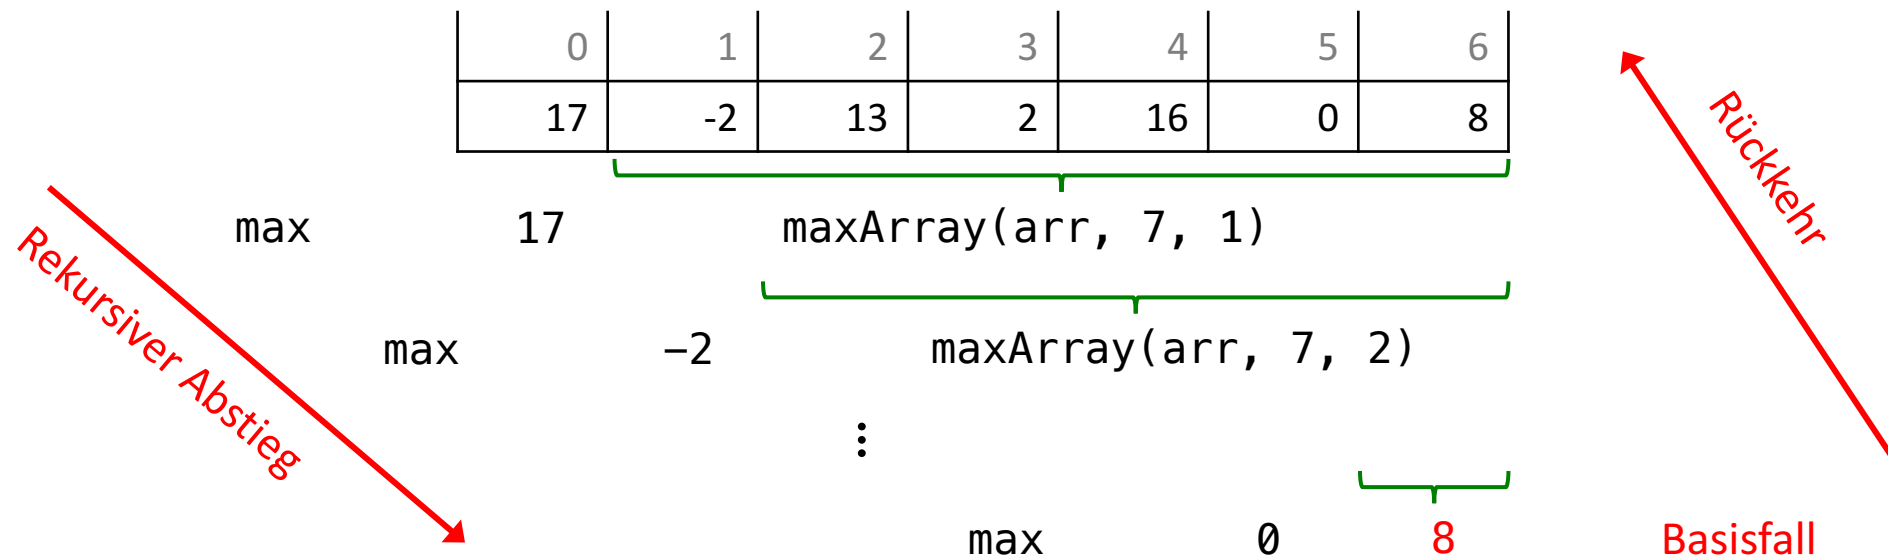 0 1 2 3 4 5 6
17 -2 13 2 16 0 8
max 17 maxArray(arr, 7, 1)
max –2 maxArray(arr, 7, 2)
⋮
max 0 8 Basisfall
Rekursiver Abstieg
Rückkehr